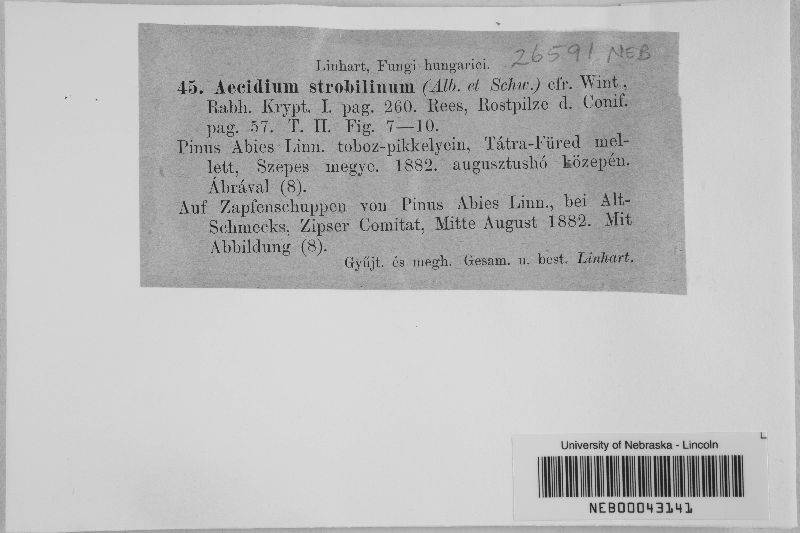 Linhart, Fungi hungarici. 26591 NEB
45. Aecidium strobilinum (Alb. et Schw.) cfr. Wint.,
Rabh. Krypt. I. pag. 260. Rees, Rostpilze d. Conif.
pag. 57. T. II. Fig. 7—10.
Pinus Abies Linn. toboz-pikkelyein, Tátra-Füred mel-
lett, Szepes megye. 1882. augusztushó közepén.
Ábrával (8).
Auf Zapfenschuppen von Pinus Abies Linn., bei Alt-
Schmecks, Zipser Comitat, Mitte August 1882. Mit
Abbildung (8).
Gyűjt. és megh. Gesam. u. best. Linhart.
L
University of Nebraska - Lincoln
NEB00043141